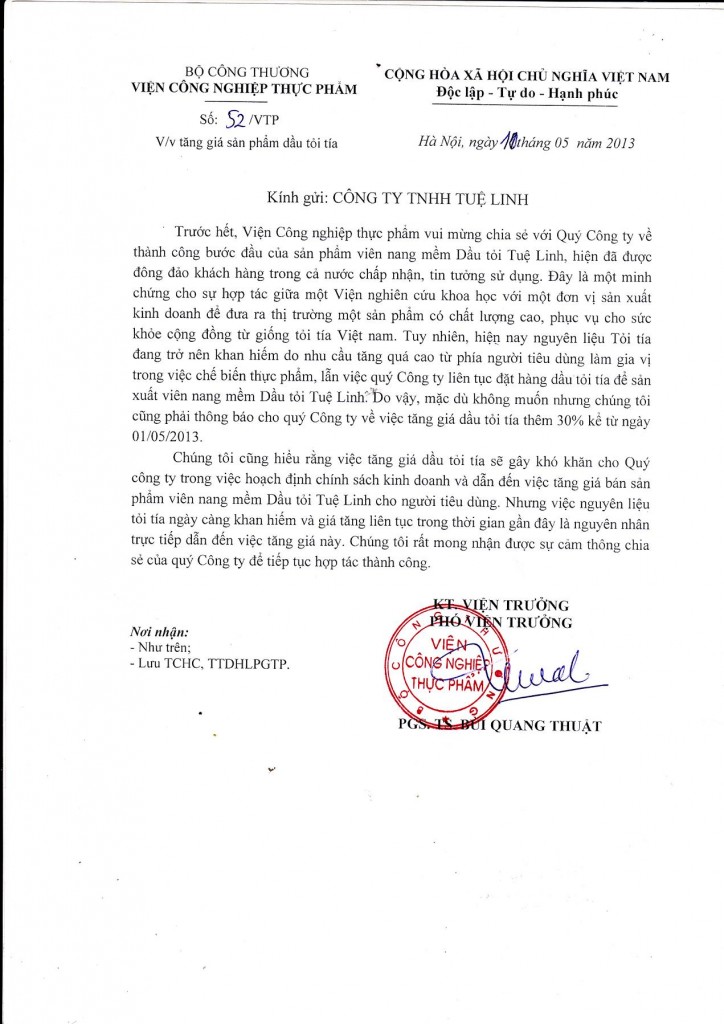 BỘ CÔNG THƯƠNG
VIỆN CÔNG NGHIỆP THỰC PHẨM
Số: 52 /VTP
V/v tăng giá sản phẩm dầu tỏi tía
CỘNG HÒA XÃ HỘI CHỦ NGHĨA VIỆT NAM
Độc lập - Tự do - Hạnh phúc
Hà Nội, ngày 10 tháng 05 năm 2013
Kính gửi: CÔNG TY TNHH TUỆ LINH
Trước hết, Viện Công nghiệp thực phẩm vui mừng chia sẻ với Quý Công ty về
thành công bước đầu của sản phẩm viên nang mềm Dầu tỏi Tuệ Linh, hiện đã được
đông đảo khách hàng trong cả nước chấp nhận, tin tưởng sử dụng. Đây là một minh
chứng cho sự hợp tác giữa một Viện nghiên cứu khoa học với một đơn vị sản xuất
kinh doanh để đưa ra thị trường một sản phẩm có chất lượng cao, phục vụ cho sức
khỏe cộng đồng từ giống tỏi tía Việt nam. Tuy nhiên, hiện nay nguyên liệu Tỏi tía
đang trở nên khan hiếm do nhu cầu tăng quá cao từ phía người tiêu dùng làm gia vị
trong việc chế biến thực phẩm, lẫn việc quý Công ty liên tục đặt hàng dầu tỏi tía để sản
xuất viên nang mềm Dầu tỏi Tuệ Linh. Do vậy, mặc dù không muốn nhưng chúng tôi
cũng phải thông báo cho quý Công ty về việc tăng giá dầu tỏi tía thêm 30% kể từ ngày
01/05/2013.
Chúng tôi cũng hiểu rằng việc tăng giá dầu tỏi tía sẽ gây khó khăn cho Quý
công ty trong việc hoạch định chính sách kinh doanh và dẫn đến việc tăng giá bán sản
phẩm viên nang mềm Dầu tỏi Tuệ Linh cho người tiêu dùng. Nhưng việc nguyên liệu
tỏi tía ngày càng khan hiếm và giá tăng liên tục trong thời gian gần đây là nguyên nhân
trực tiếp dẫn đến việc tăng giá này. Chúng tôi rất mong nhận được sự cảm thông chia
sẻ của quý Công ty để tiếp tục hợp tác thành công.
KT. VIỆN TRƯỞNG
PHÓ VIỆN TRƯỞNG
Nơi nhận:
- Như trên;
- Lưu TCHC, TTDHLPGTP.
BỘ CÔNG THƯƠNG
VIỆN
CÔNG NGHIỆP
THỰC PHẨM
PGS. TS. BÙI QUANG THUẬT